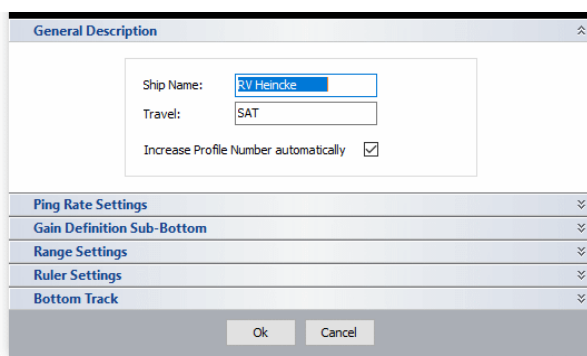 General Description
Ship Name: RV Heincke
Travel: SAT
Increase Profile Number automatically
Ping Rate Settings
Gain Definition Sub-Bottom
Range Settings
Ruler Settings
Bottom Track
Ok Cancel